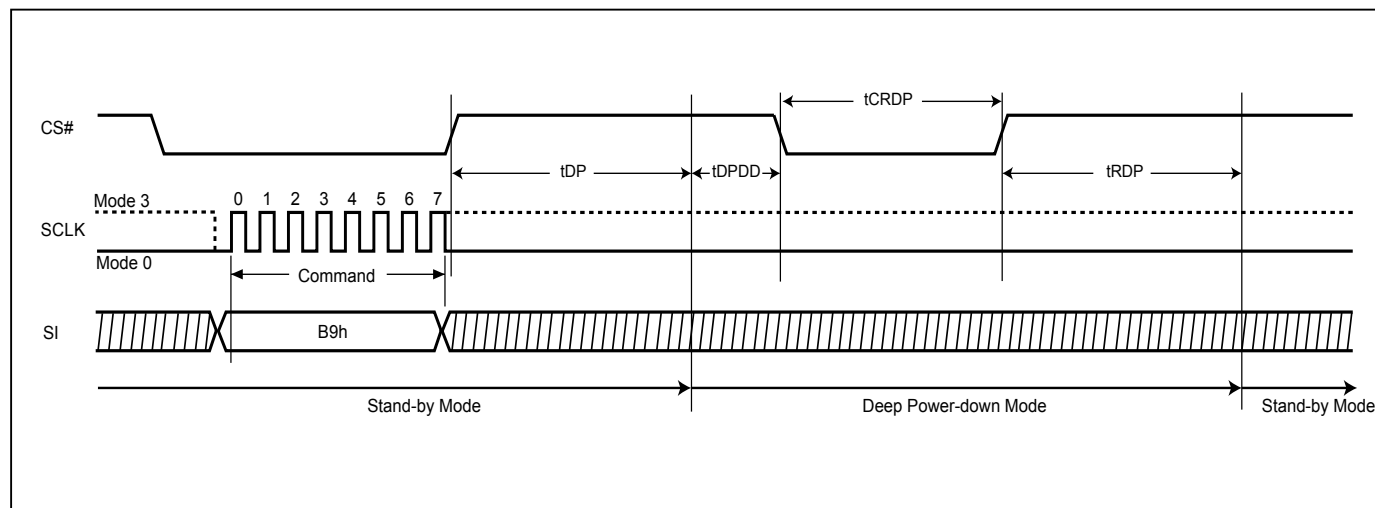 tCRDP
CS#
tDP
tDPDD
tRDP
Mode 3
0 1 2 3 4 5 6 7
SCLK
Mode 0
Command
SI
B9h
Stand-by Mode
Deep Power-down Mode
Stand-by Mode